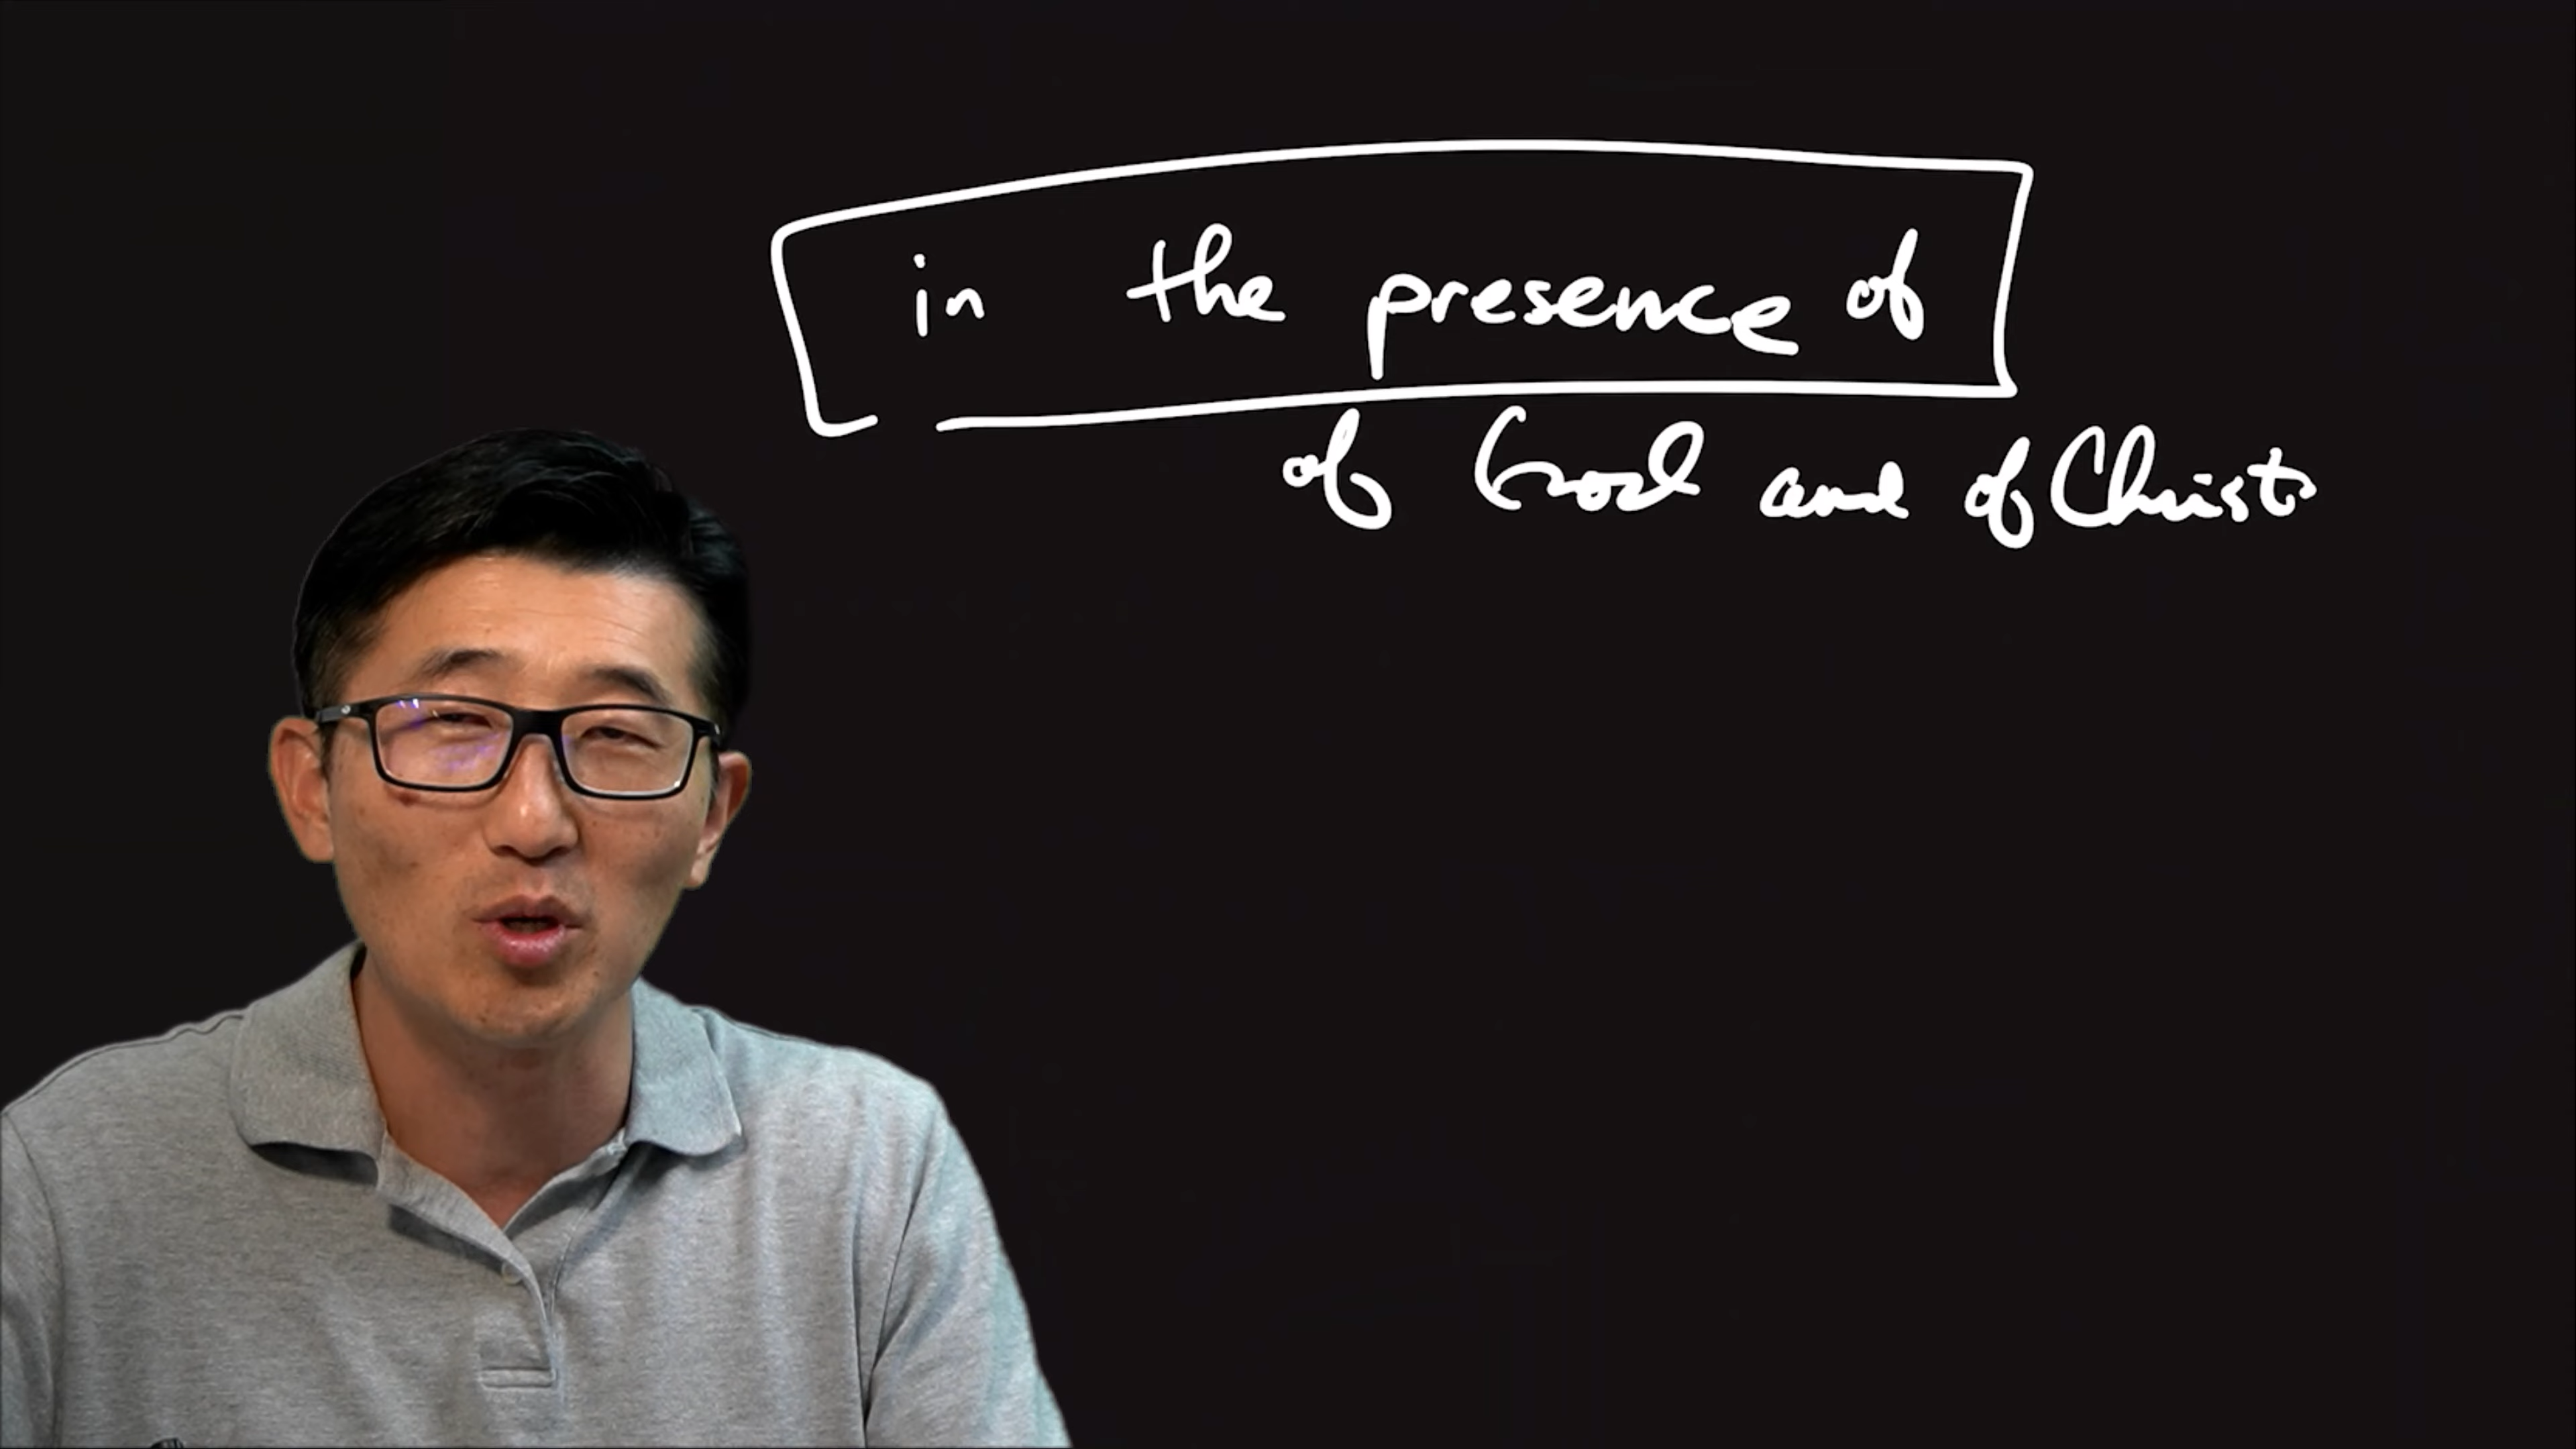 in the presence of
of God and of Christ